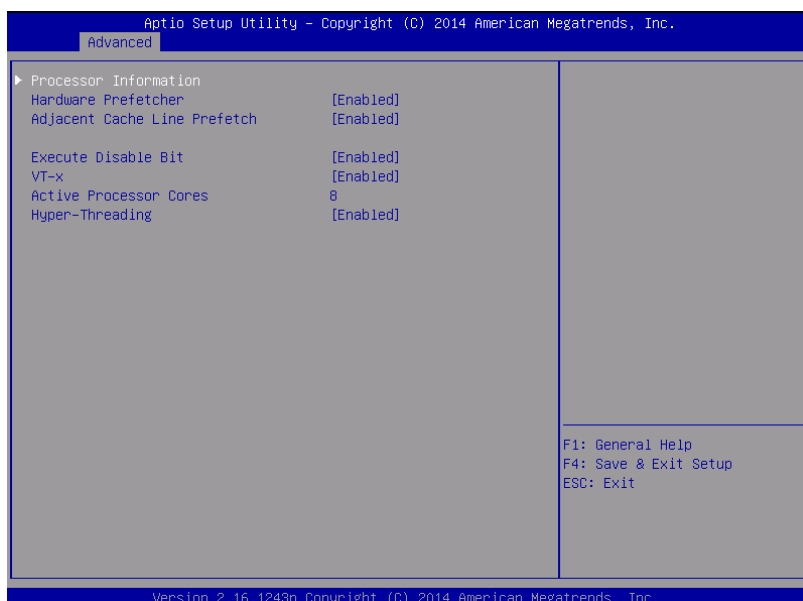 Aptio Setup Utility – Copyright (C) 2014 American Megatrends, Inc.
Advanced
Processor Information
Hardware Prefetcher [Enabled]
Adjacent Cache Line Prefetch [Enabled]
Execute Disable Bit [Enabled]
VT-x [Enabled]
Active Processor Cores 8
Hyper-Threading [Enabled]
F1: General Help
F4: Save & Exit Setup
ESC: Exit
Version 2.16.1243n Copyright (C) 2014 American Megatrends, Inc.